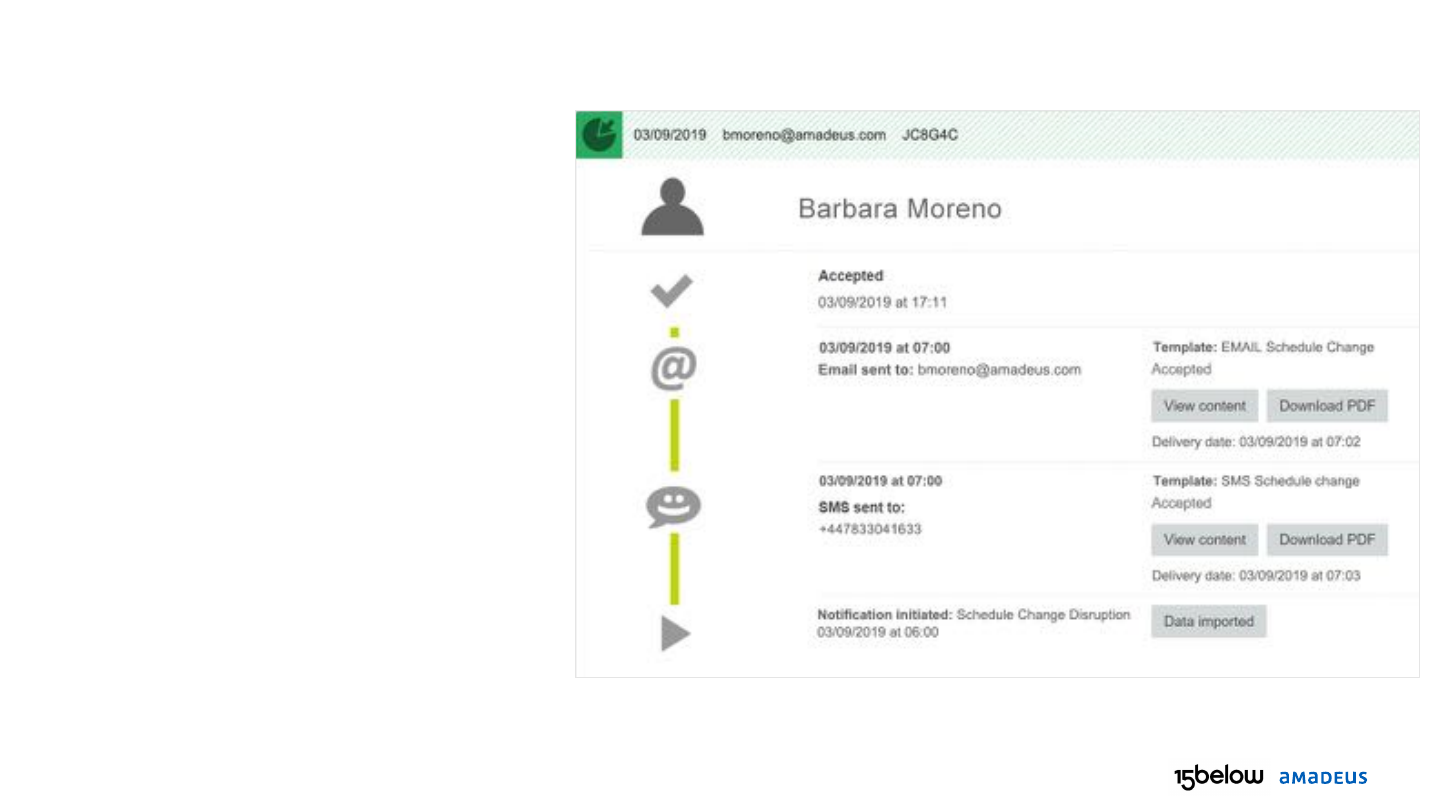 03/09/2019 bmoreno@amadeus.com JC8G4C
Barbara Moreno
Accepted
03/09/2019 at 17:11
03/09/2019 at 07:00
Email sent to: bmoreno@amadeus.com
Template: EMAIL Schedule Change
Accepted
View content Download PDF
Delivery date: 03/09/2019 at 07:02
03/09/2019 at 07:00
SMS sent to:
+447833041633
Template: SMS Schedule change
Accepted
View content Download PDF
Delivery date: 03/09/2019 at 07:03
Notification initiated: Schedule Change Disruption
03/09/2019 at 06:00
Data imported
15below amadeus